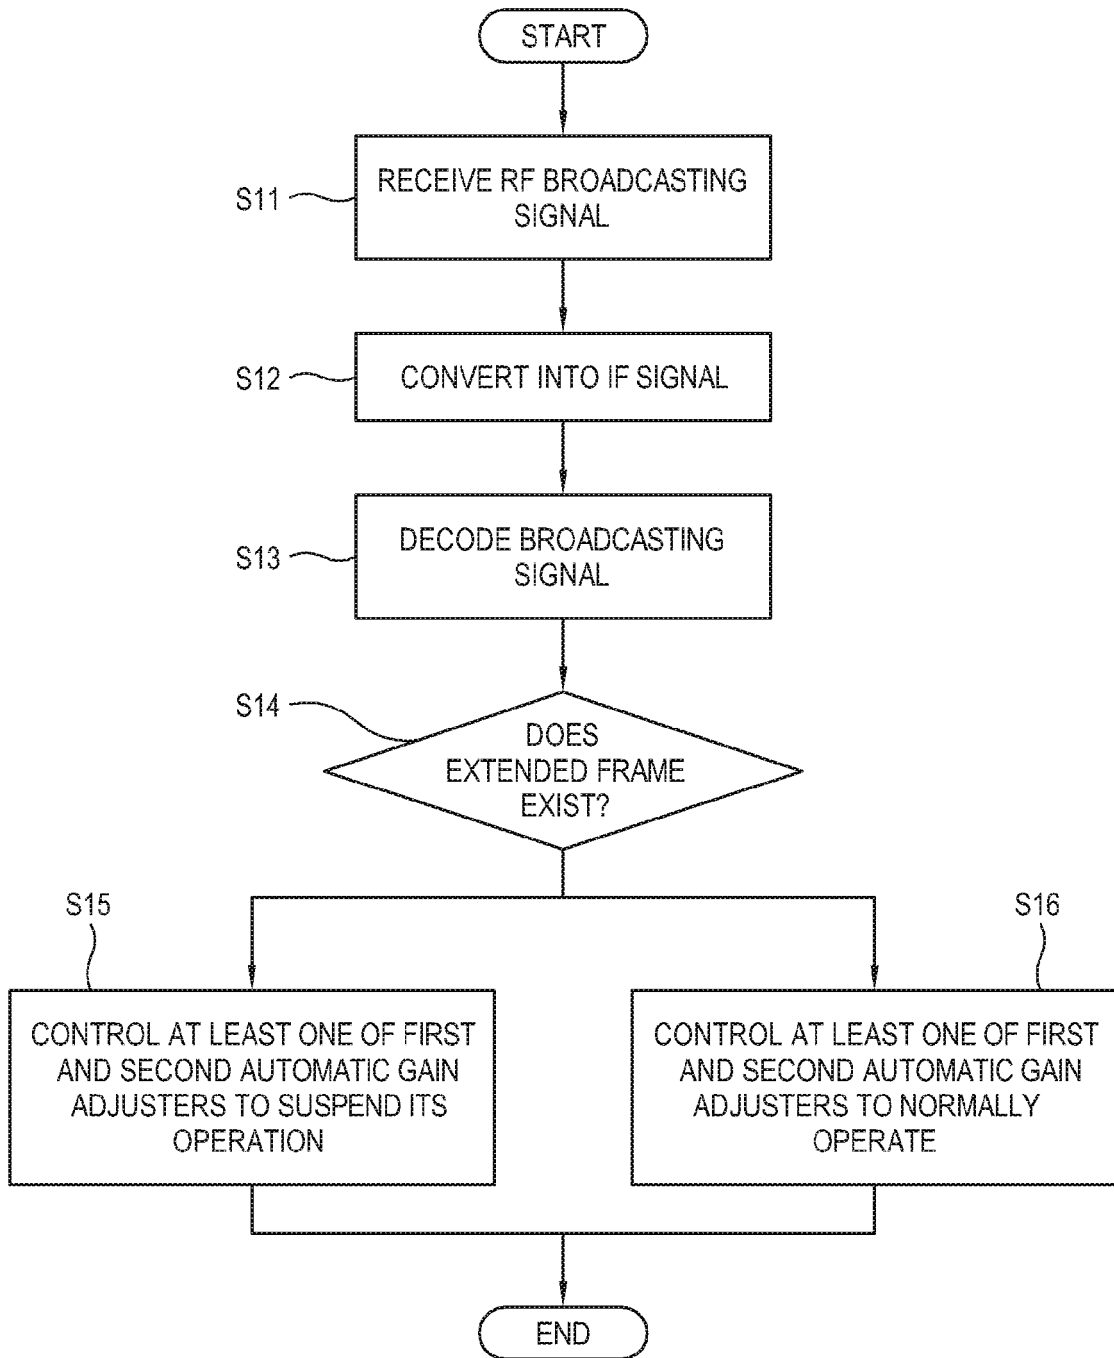 START
S11
RECEIVE RF BROADCASTING
SIGNAL
S12
CONVERT INTO IF SIGNAL
S13
DECODE BROADCASTING
SIGNAL
S14
DOES
EXTENDED FRAME
EXIST?
S15
CONTROL AT LEAST ONE OF FIRST
AND SECOND AUTOMATIC GAIN
ADJUSTERS TO SUSPEND ITS
OPERATION
S16
CONTROL AT LEAST ONE OF FIRST
AND SECOND AUTOMATIC GAIN
ADJUSTERS TO NORMALLY
OPERATE
END